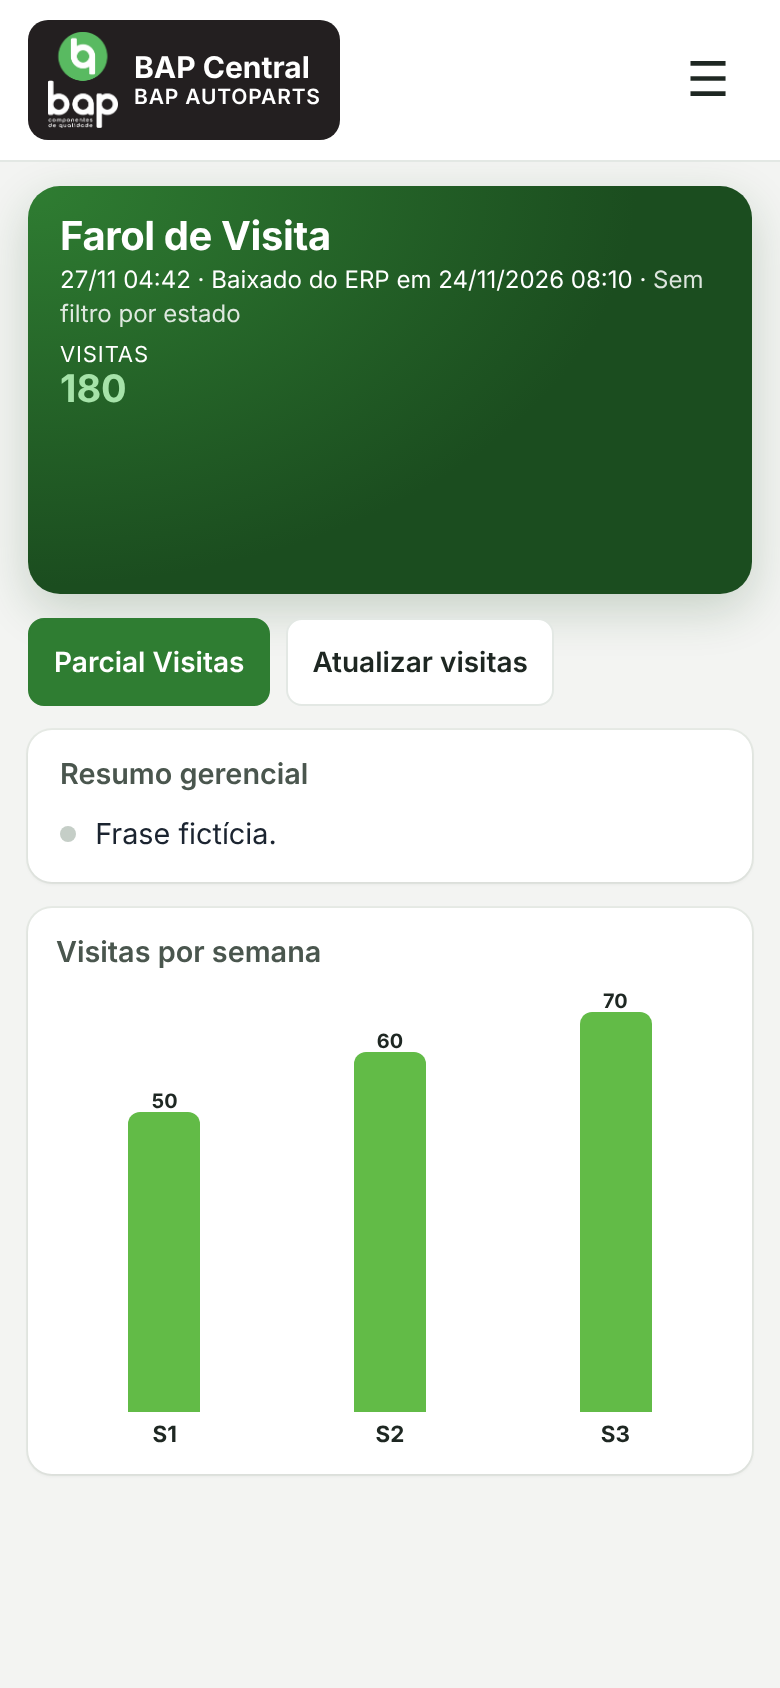 bap
componentes
de qualidade
BAP Central
BAP AUTOPARTS
Farol de Visita
27/11 04:42 · Baixado do ERP em 24/11/2026 08:10 · Sem
filtro por estado
VISITAS
180
Parcial Visitas
Atualizar visitas
Resumo gerencial
Frase fictícia.
Visitas por semana
50
60
70
S1
S2
S3